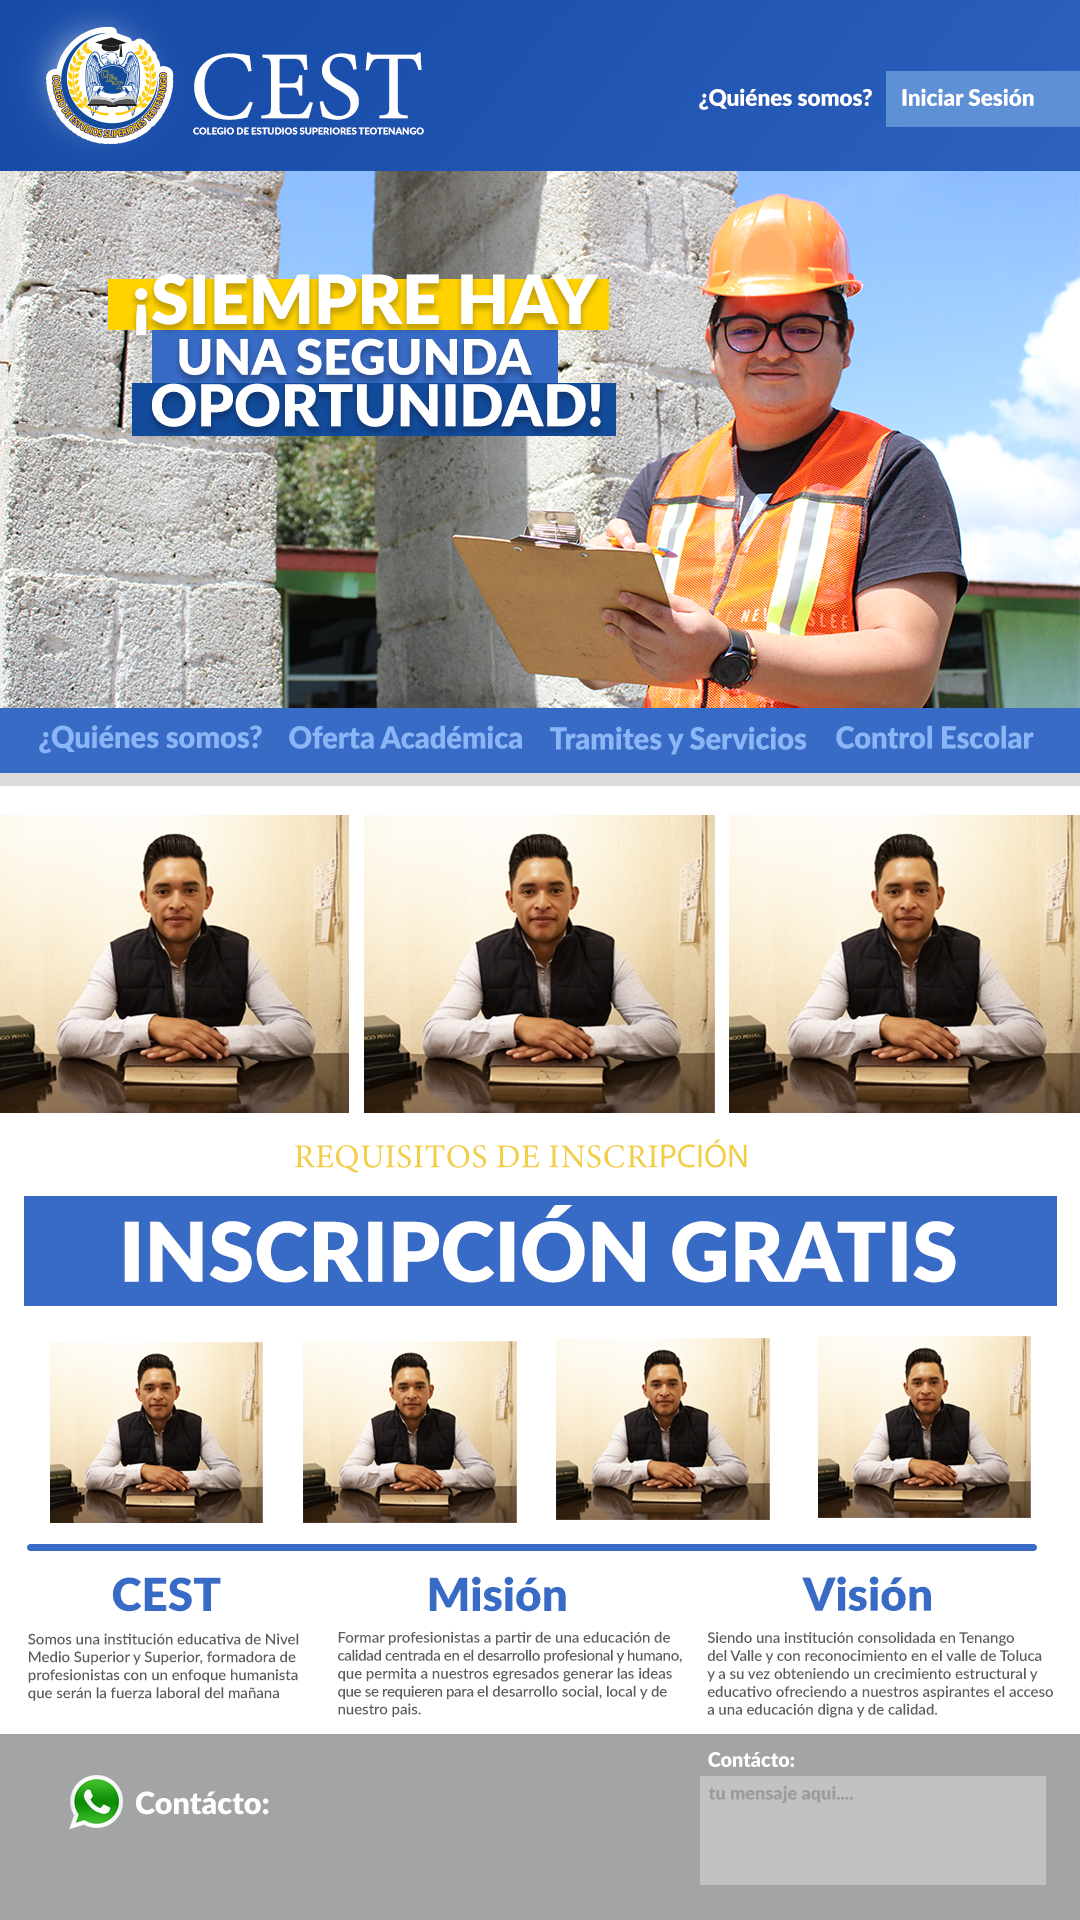 COLEGIO DE ESTUDIOS SUPERIORES TEOTENANGO
CEST
COLEGIO DE ESTUDIOS SUPERIORES TEOTENANGO
¿Quiénes somos?
Iniciar Sesión
¡SIEMPRE HAY
UNA SEGUNDA
OPORTUNIDAD!
¿Quiénes somos?
Oferta Académica
Tramites y Servicios
Control Escolar
REQUISITOS DE INSCRIPCIÓN
INSCRIPCIÓN GRATIS
CEST
Somos una institución educativa de Nivel
Medio Superior y Superior, formadora de
profesionistas con un enfoque humanista
que serán la fuerza laboral del mañana
Misión
Formar profesionistas a partir de una educación de
calidad centrada en el desarrollo profesional y humano,
que permita a nuestros egresados generar las ideas
que se requieren para el desarrollo social, local y de
nuestro pais.
Visión
Siendo una institución consolidada en Tenango
del Valle y con reconocimiento en el valle de Toluca
y a su vez obteniendo un crecimiento estructural y
educativo ofreciendo a nuestros aspirantes el acceso
a una educación digna y de calidad.
Contácto:
Contácto:
tu mensaje aqui....